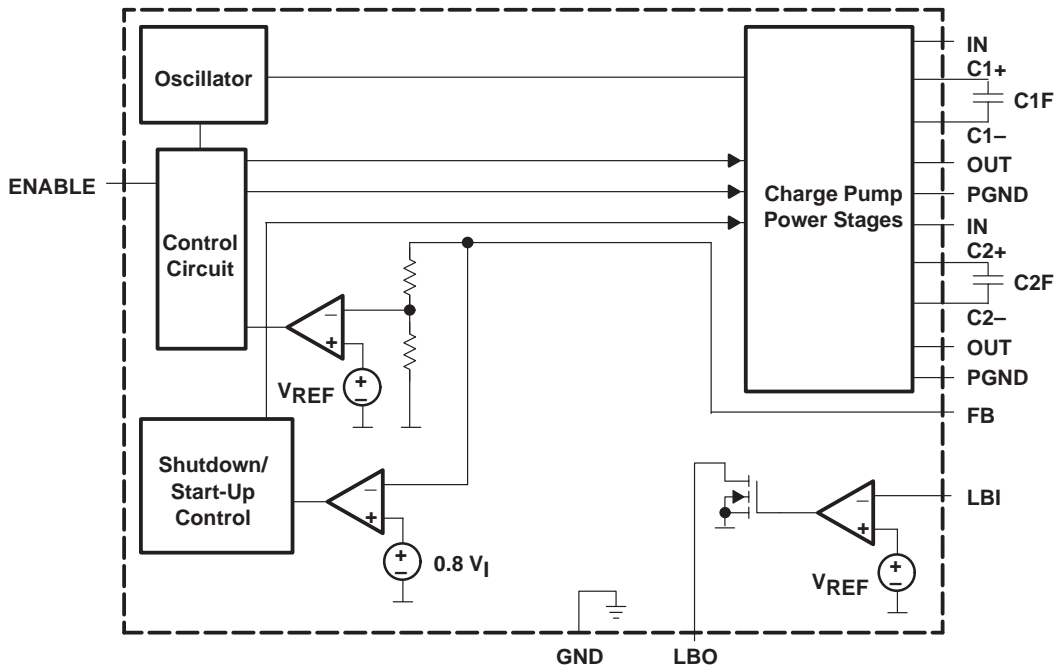 Oscillator
ENABLE
Control
Circuit
−
+
+
−
VREF
Shutdown/
Start-Up
Control
−
+
+
−
0.8 VI
Charge Pump
Power Stages
IN
C1+
C1F
C1−
OUT
PGND
IN
C2+
C2F
C2−
OUT
PGND
FB
LBI
−
+
+
−
VREF
GND
LBO